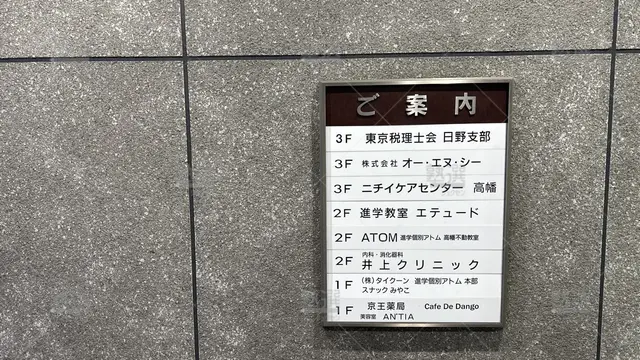 ご案内
3F 東京税理士会 日野支部
3F 株式会社 オー・エヌ・シー
3F ニチイケアセンター 高幡
2F 進学教室 エテュード
2F ATOM 進学個別アトム 高幡不動教室
内科・消化器科
2F 井上クリニック
(株)タイクーン 進学個別アトム 本部
1F スナック みやこ
京王薬局 Cafe De Dango
1F 美容室 AN'TIA